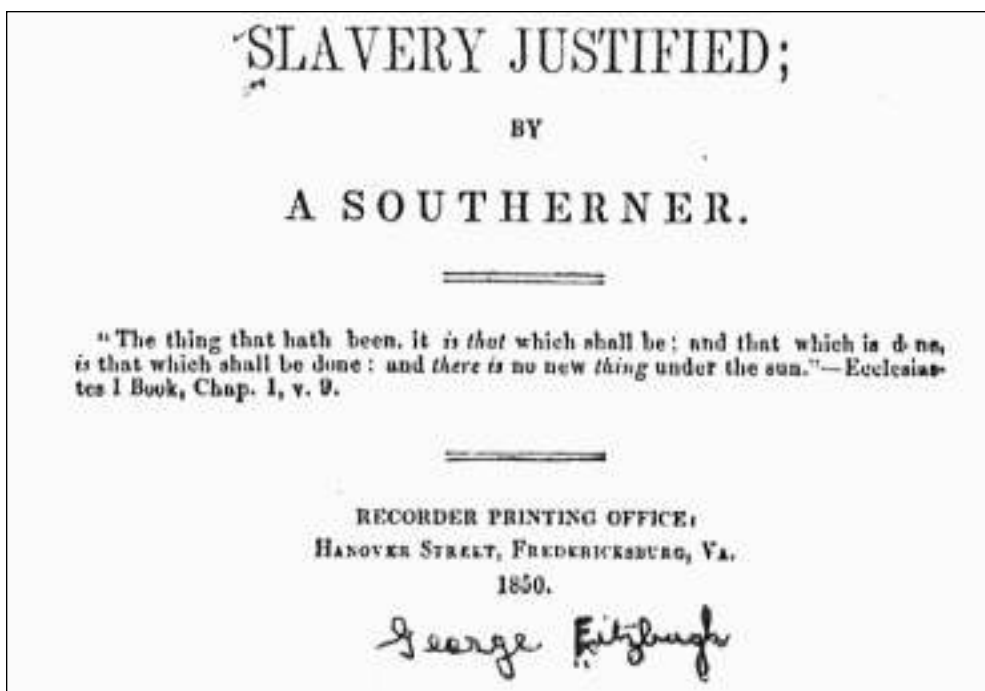 SLAVERY JUSTIFIED;
BY
A SOUTHERNER.
"The thing that hath been, it is that which shall be; and that which is d ne,
is that which shall be done: and there is no new thing under the sun."—Ecclesias-
tes 1 Book, Chap. 1, v. 9.
RECORDER PRINTING OFFICE:
HANOVER STREET, FREDERICKSBURG, VA.
1850.
George Fitzhugh